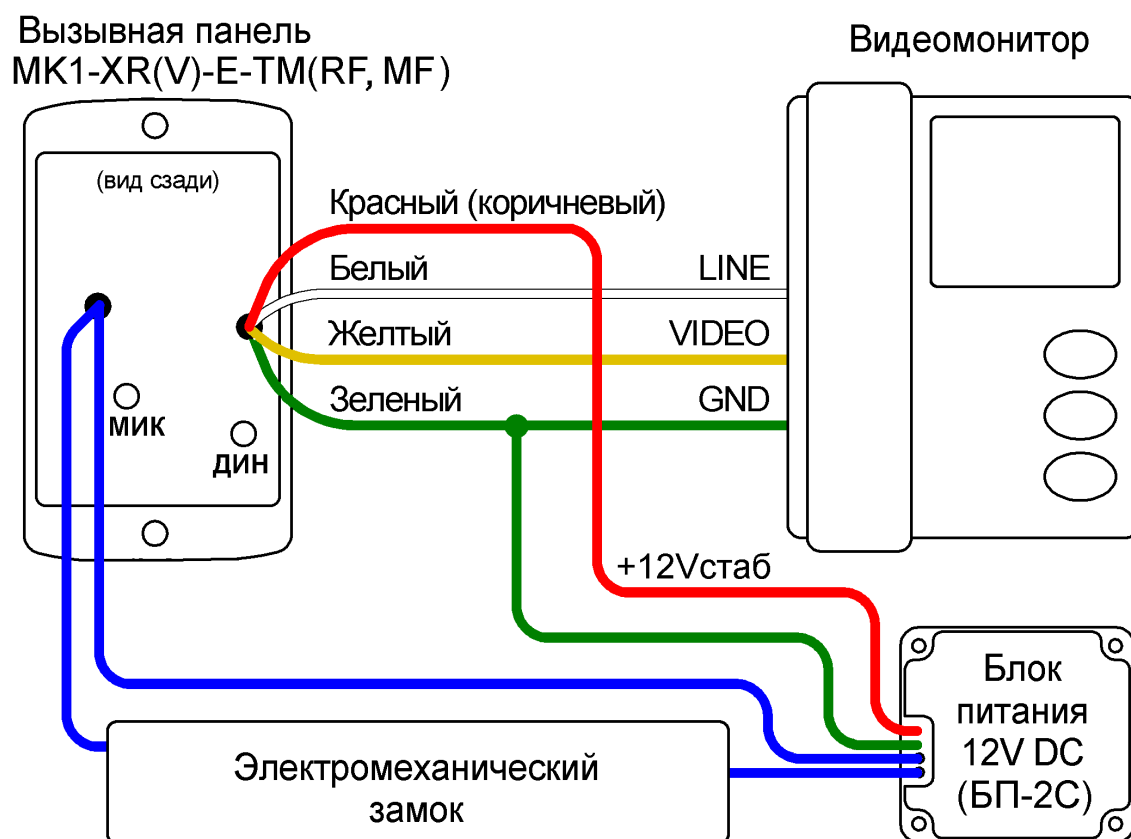 Вызывная панель
MK1-XR(V)-E-TM(RF, MF)
Видеомонитор
(вид сзади)
Красный (коричневый)
Белый
LINE
Желтый
VIDEO
Зеленый
GND
МИК
ДИН
+12Vстаб
Блок
питания
12V DC
(БП-2С)
Электромеханический
замок